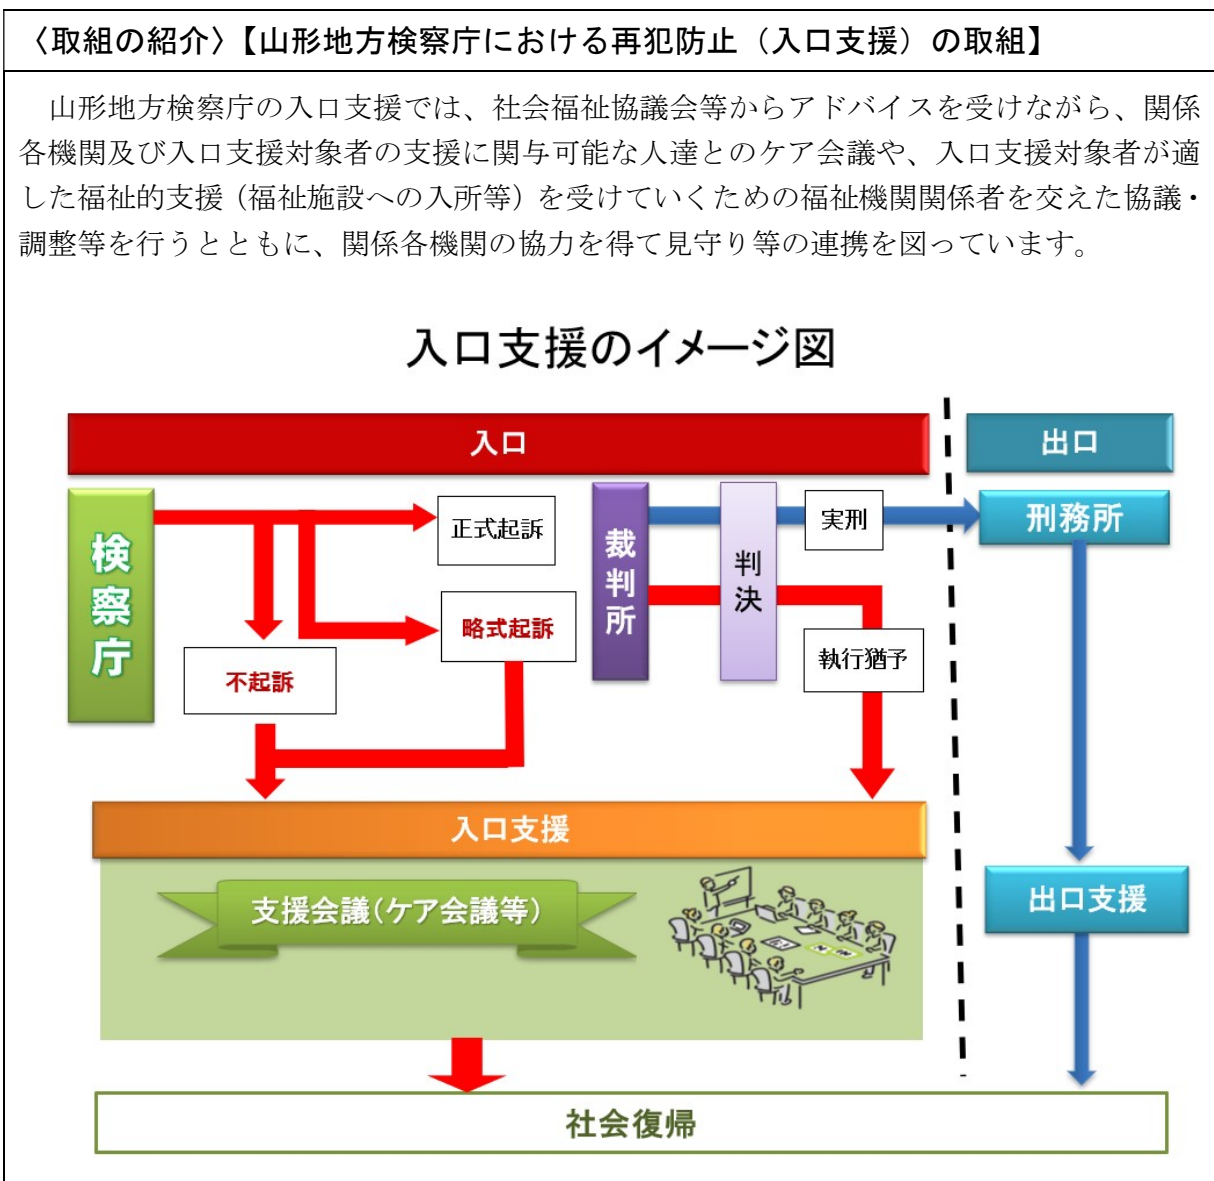 〈取組の紹介〉【山形地方検察庁における再犯防止（入口支援）の取組】
山形地方検察庁の入口支援では、社会福祉協議会等からアドバイスを受けながら、関係
各機関及び入口支援対象者の支援に関与可能な人達とのケア会議や、入口支援対象者が適
した福祉的支援（福祉施設への入所等）を受けていくための福祉機関関係者を交えた協議・
調整等を行うとともに、関係各機関の協力を得て見守り等の連携を図っています。
入口支援のイメージ図
入口
出口
検察庁
正式起訴
略式起訴
不起訴
裁判所
判決
実刑
執行猶予
刑務所
入口支援
支援会議（ケア会議等）
出口支援
社会復帰